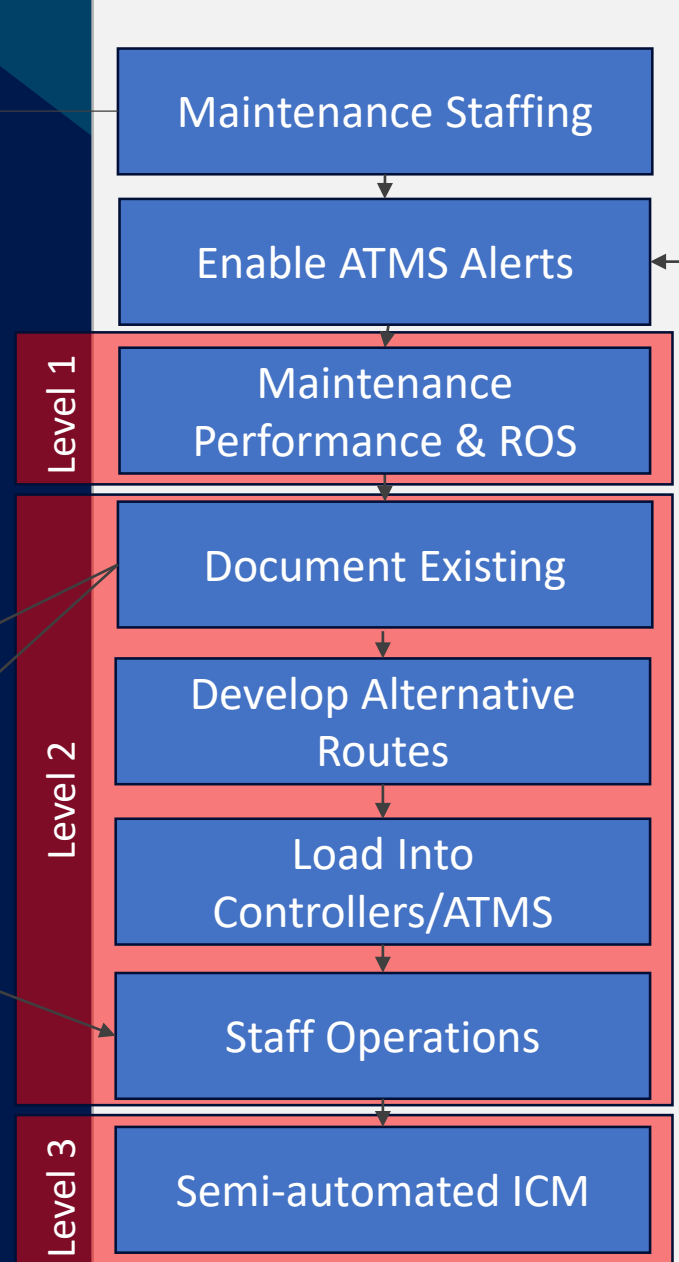 Maintenance Staffing
Enable ATMS Alerts
Level 1
Maintenance
Performance & ROS
Level 2
Document Existing
Develop Alternative
Routes
Load Into
Controllers/ATMS
Staff Operations
Level 3
Semi-automated ICM